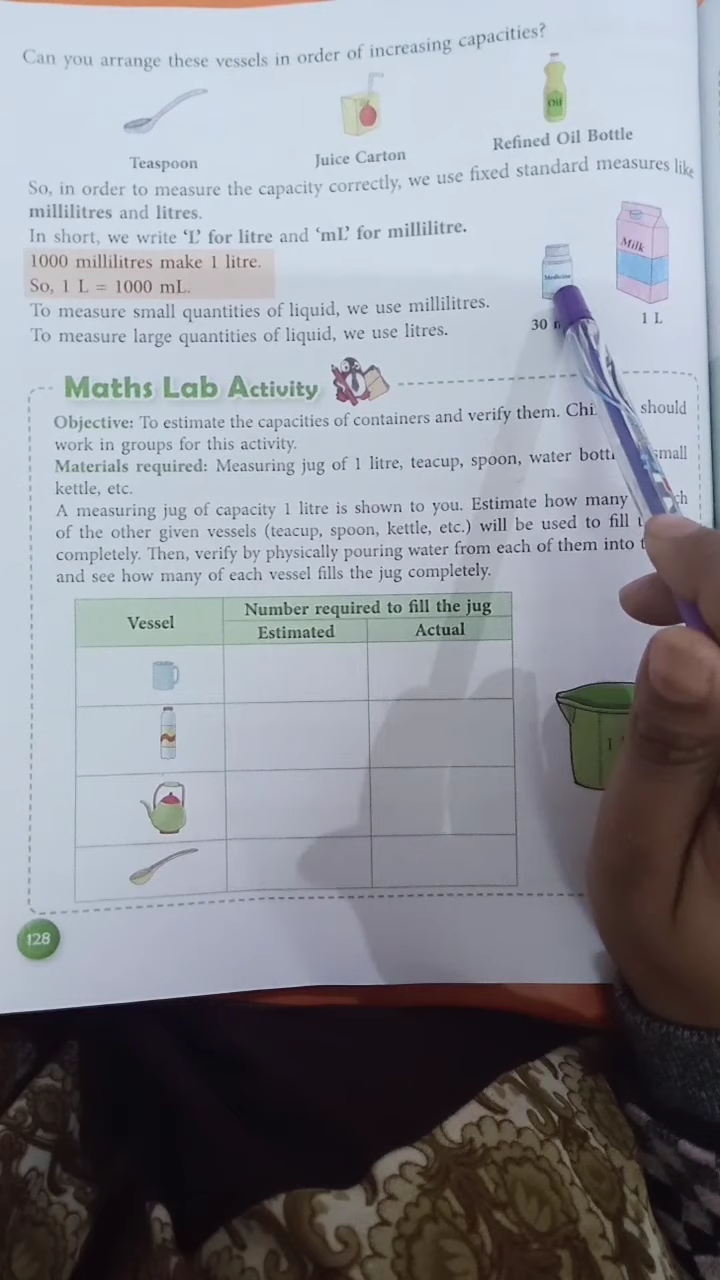 Can you arrange these vessels in order of increasing capacities?
Oil
Teaspoon
Juice Carton
Refined Oil Bottle
So, in order to measure the capacity correctly, we use fixed standard measures like
millilitres and litres.
In short, we write ‘L’ for litre and ‘mL’ for millilitre.
1000 millilitres make 1 litre.
So, 1 L = 1000 mL.
To measure small quantities of liquid, we use millilitres.
To measure large quantities of liquid, we use litres.
Medicine
Milk
30
1 L
Maths Lab Activity
Objective: To estimate the capacities of containers and verify them. should
work in groups for this activity.
Materials required: Measuring jug of 1 litre, teacup, spoon, water small
kettle, etc.
A measuring jug of capacity 1 litre is shown to you. Estimate how many
of the other given vessels (teacup, spoon, kettle, etc.) will be used to fill
completely. Then, verify by physically pouring water from each of them into
and see how many of each vessel fills the jug completely.
Vessel
Number required to fill the jug
Estimated Actual
1
128